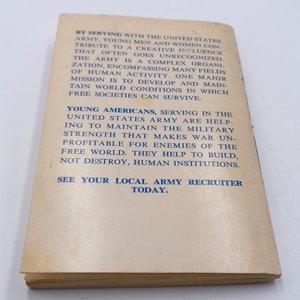 BY SERVING WITH THE UNITED STATES
ARMY, YOUNG MEN AND WOMEN CON-
TRIBUTE TO A CREATIVE INFLUENCE
THAT OFTEN GOES UNRECOGNIZED.
THE ARMY IS A COMPLEX ORGANI-
ZATION, ENCOMPASSING MANY FIELDS
OF HUMAN ACTIVITY. ONE MAJOR
MISSION IS TO DEVELOP AND MAIN-
TAIN WORLD CONDITIONS IN WHICH
FREE SOCIETIES CAN SURVIVE.
YOUNG AMERICANS, SERVING IN THE
UNITED STATES ARMY ARE HELP-
ING TO MAINTAIN THE MILITARY
STRENGTH THAT MAKES WAR UN-
PROFITABLE FOR ENEMIES OF THE
FREE WORLD. THEY HELP TO BUILD,
NOT DESTROY, HUMAN INSTITUTIONS.
SEE YOUR LOCAL ARMY RECRUITER
TODAY.